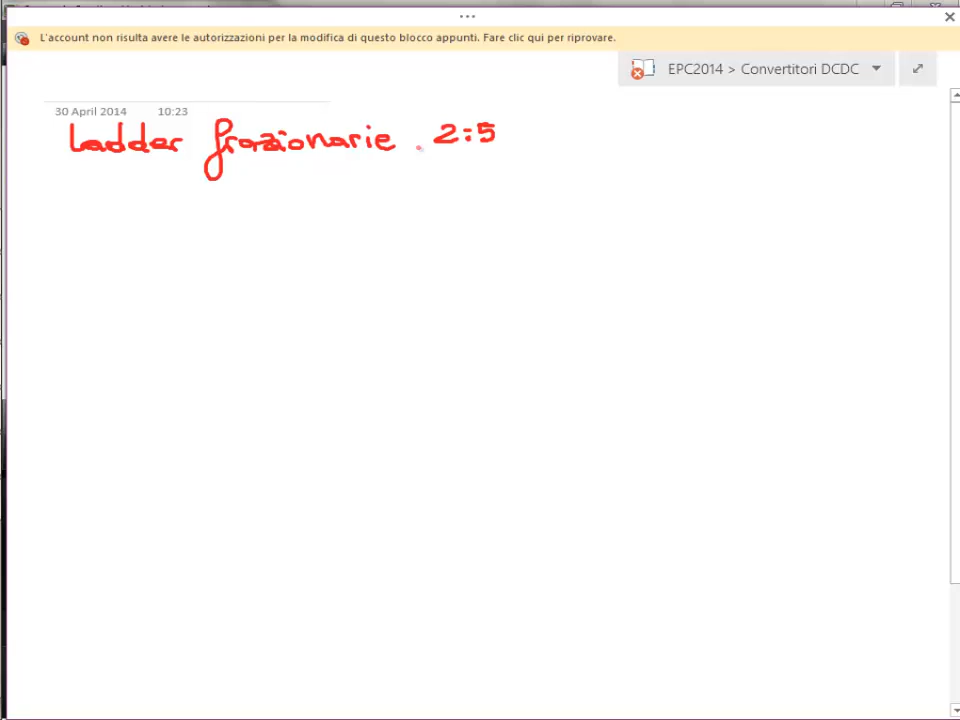 L'account non risulta avere le autorizzazioni per la modifica di questo blocco appunti. Fare clic qui per riprovare.
EPC2014 > Convertitori DCDC
30 April 2014 10:23
Ladder frazionarie . 2:5